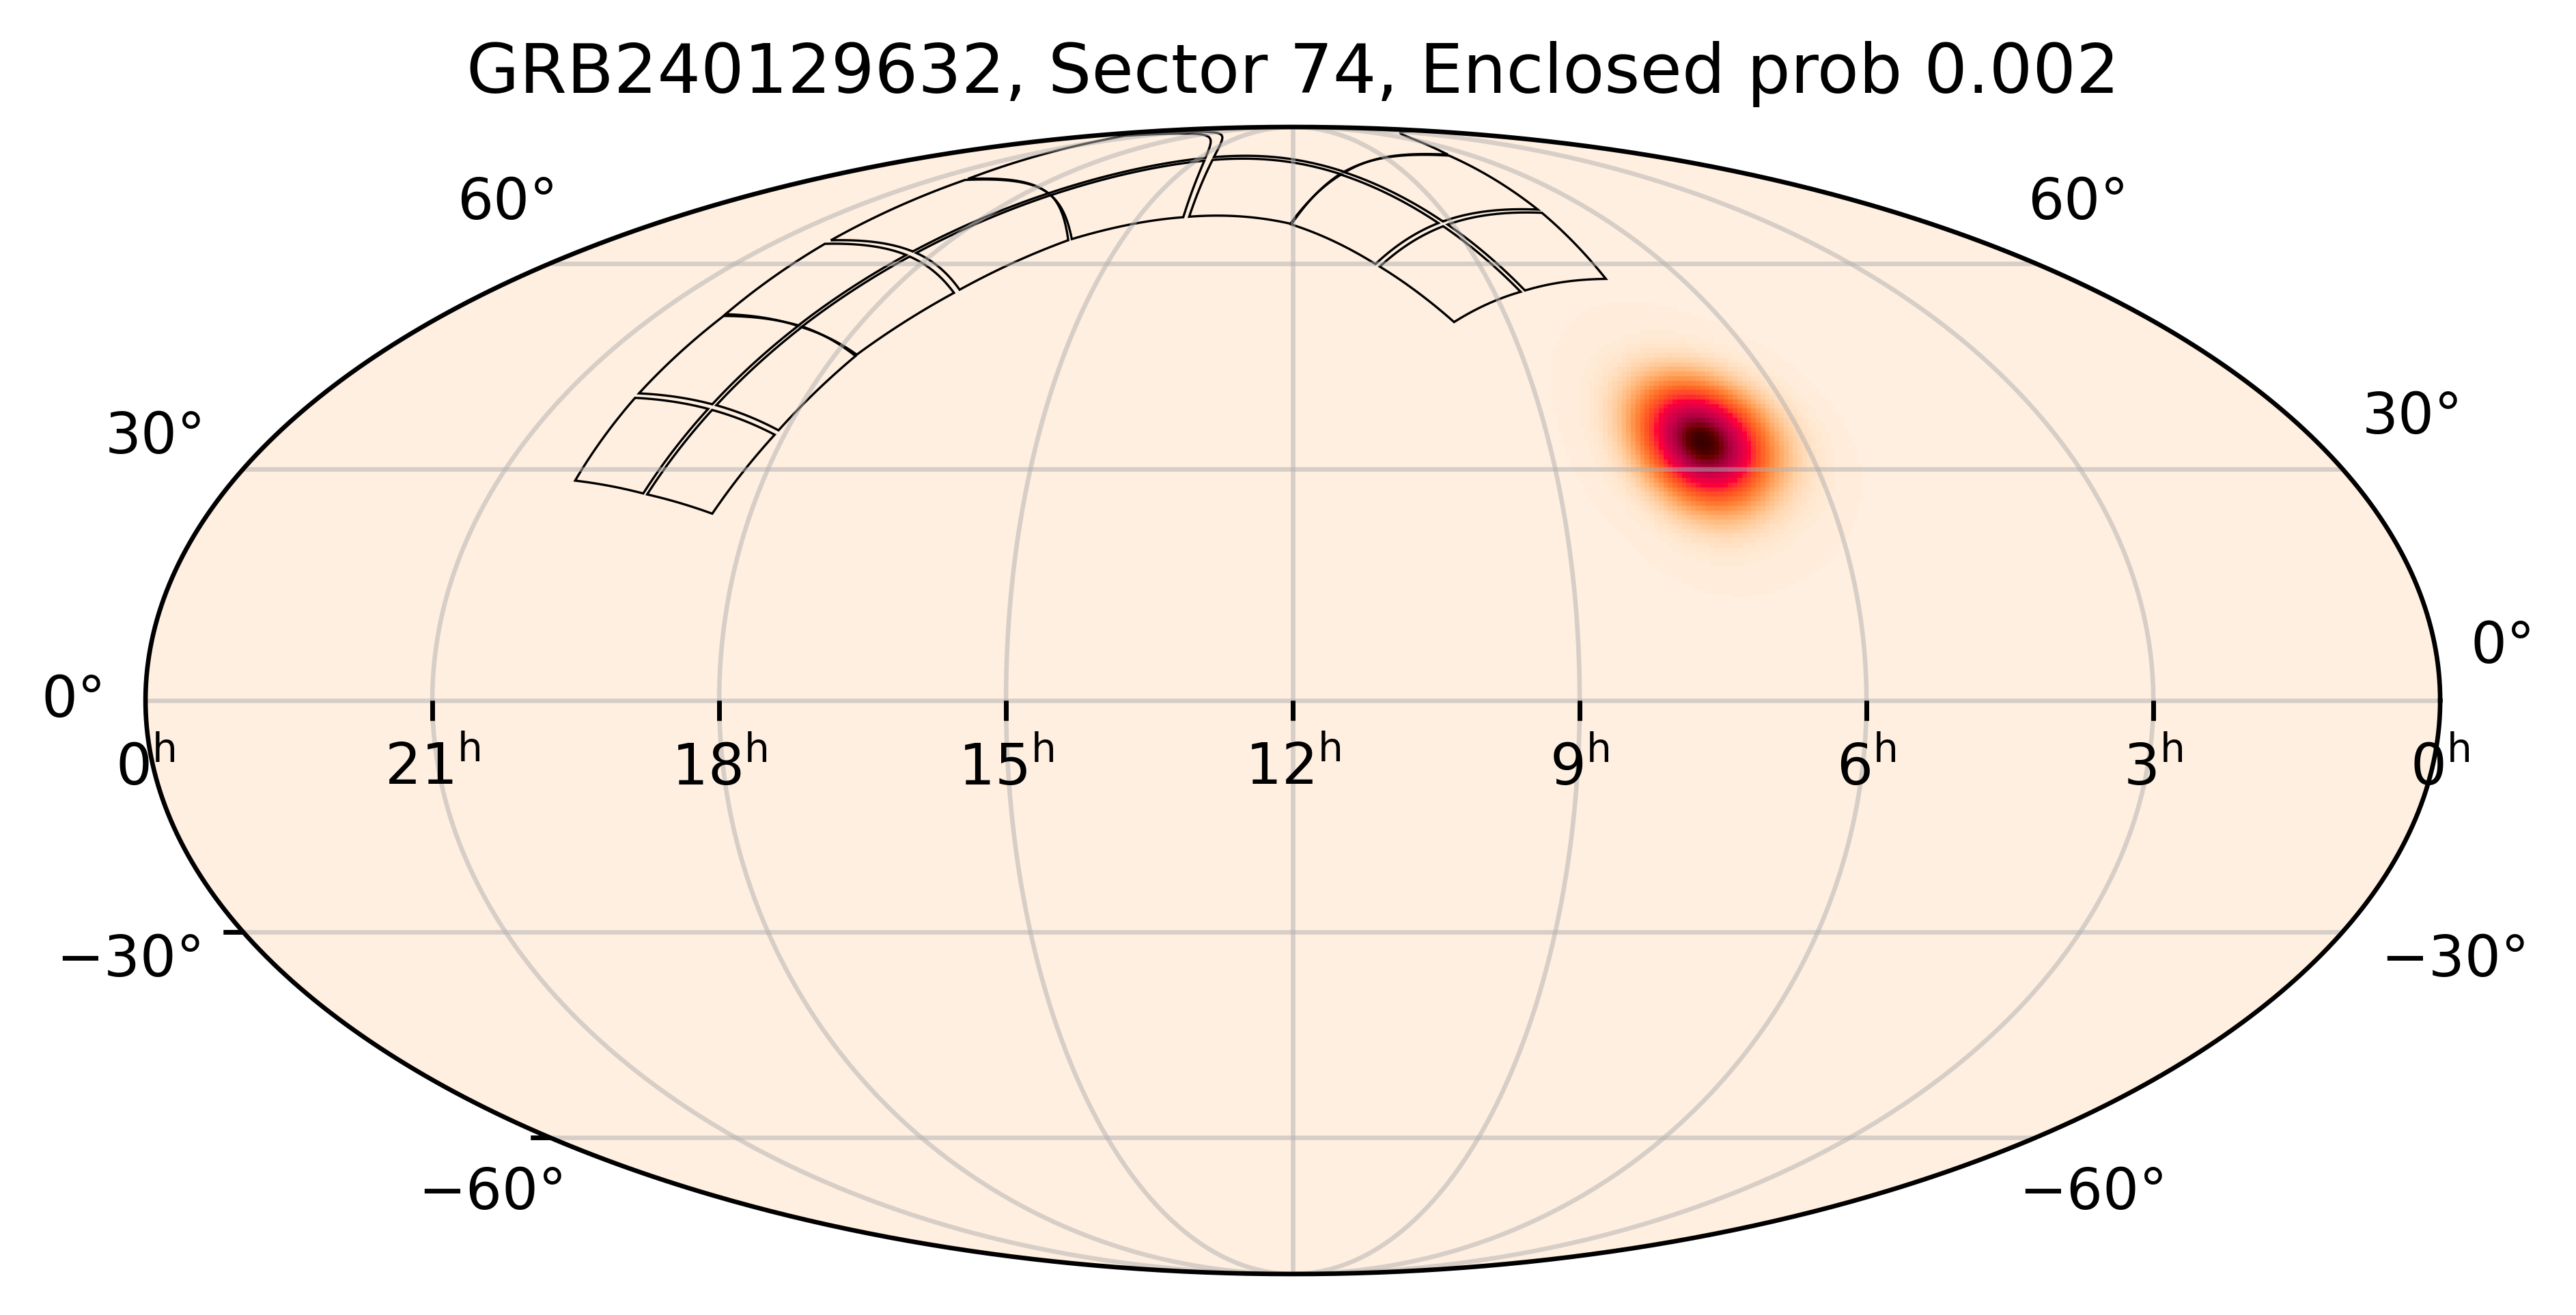 GRB240129632, Sector 74, Enclosed prob 0.002
60° 60°
30° 30°
0° 0°
0ʰ 21ʰ 18ʰ 15ʰ 12ʰ 9ʰ 6ʰ 3ʰ 0ʰ
−30° −30°
−60° −60°